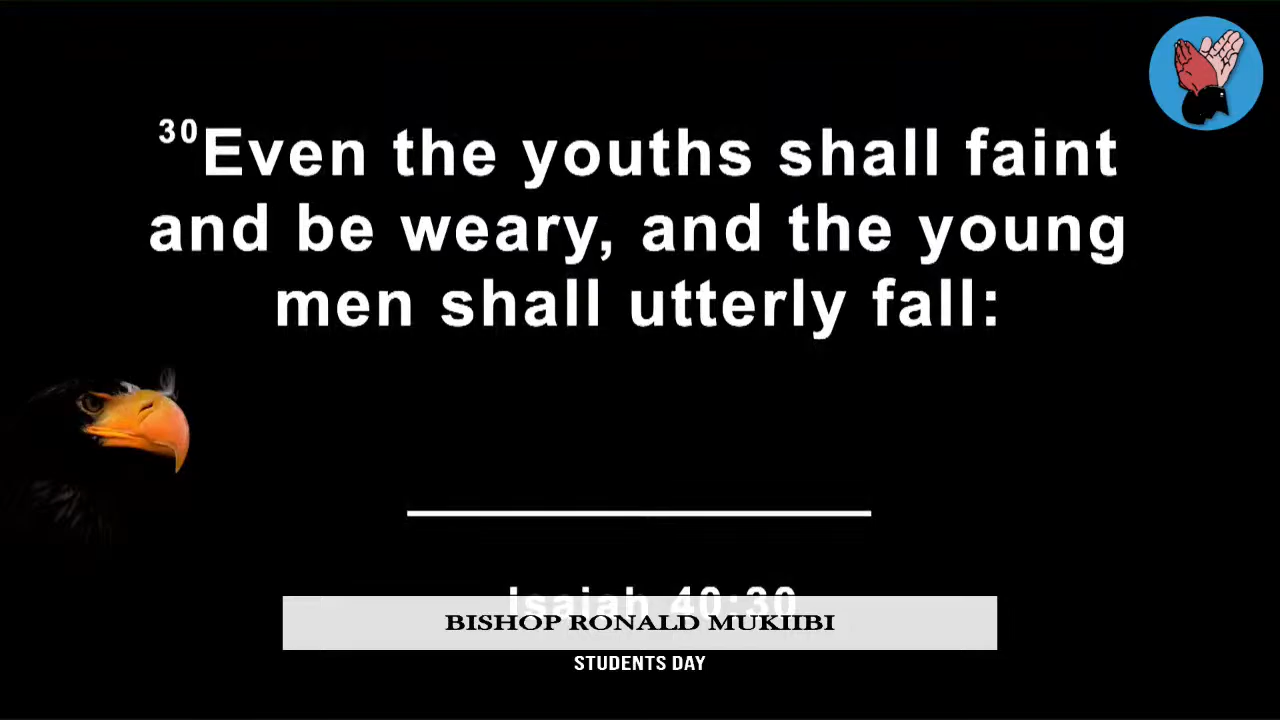 30Even the youths shall faint
and be weary, and the young
men shall utterly fall:
Isaiah 40:30
BISHOP RONALD MUKIIBI
STUDENTS DAY